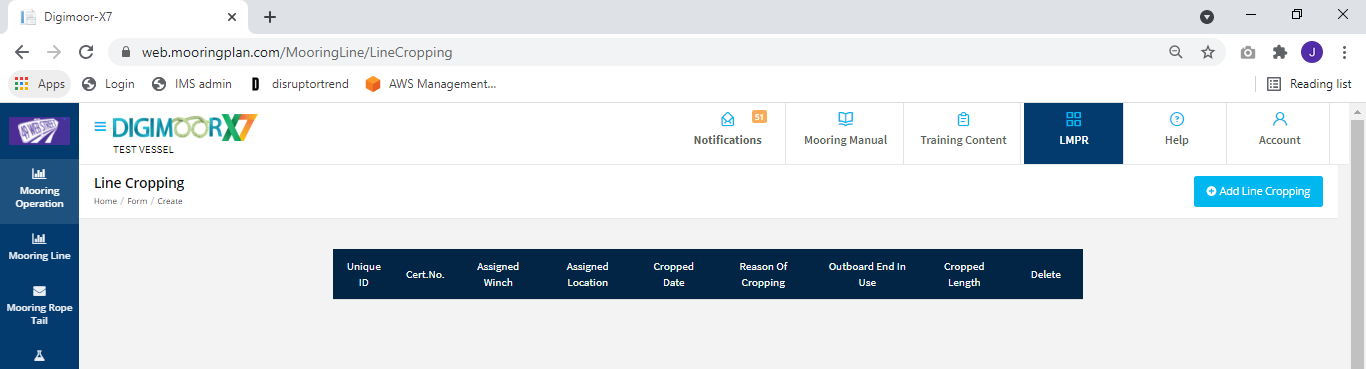 Digimoor-X7
web.mooringplan.com/MooringLine/LineCropping
J
Apps Login IMS admin D disruptortrend AWS Management... Reading list
49 WEB STREET
DIGIMOORX7
TEST VESSEL
51
Notifications Mooring Manual Training Content LMPR Help Account
Mooring
Operation
Mooring Line
Mooring Rope
Tail
Line Cropping
Home / Form / Create
Add Line Cropping
Unique
ID
Cert.No.
Assigned
Winch
Assigned
Location
Cropped
Date
Reason Of
Cropping
Outboard End In
Use
Cropped
Length
Delete